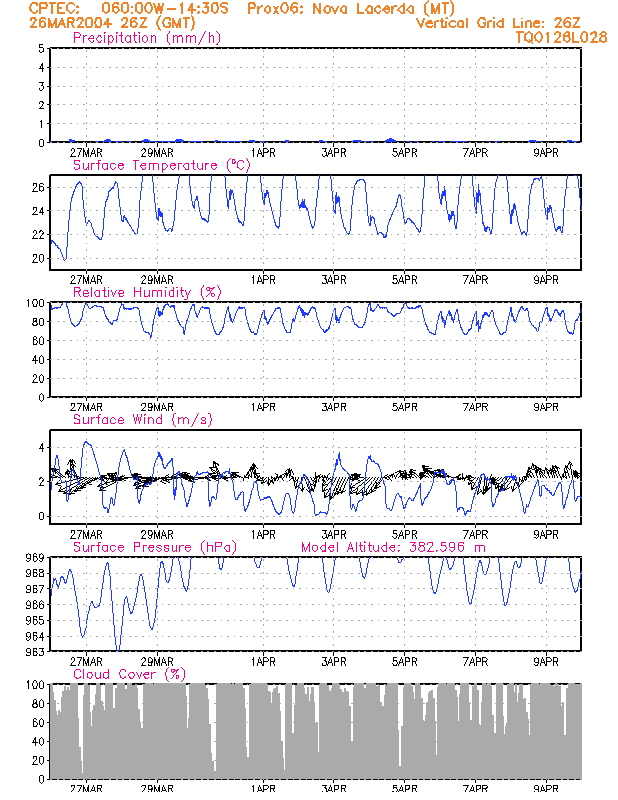 CPTEC: 060:00W-14:30S Prox06: Nova Lacerda (MT)
26MAR2004 26Z (GMT) Vertical Grid Line: 26Z
Precipitation (mm/h) TQ0126L028
5
4
3
2
1
0
27MAR 29MAR 1APR 3APR 5APR 7APR 9APR
Surface Temperature (°C)
26
24
22
20
27MAR 29MAR 1APR 3APR 5APR 7APR 9APR
Relative Humidity (%)
100
80
60
40
20
0
27MAR 29MAR 1APR 3APR 5APR 7APR 9APR
Surface Wind (m/s)
4
2
0
27MAR 29MAR 1APR 3APR 5APR 7APR 9APR
Surface Pressure (hPa) Model Altitude: 382.596 m
969
968
967
966
965
964
963
27MAR 29MAR 1APR 3APR 5APR 7APR 9APR
Cloud Cover (%)
100
80
60
40
20
0
27MAR 29MAR 1APR 3APR 5APR 7APR 9APR